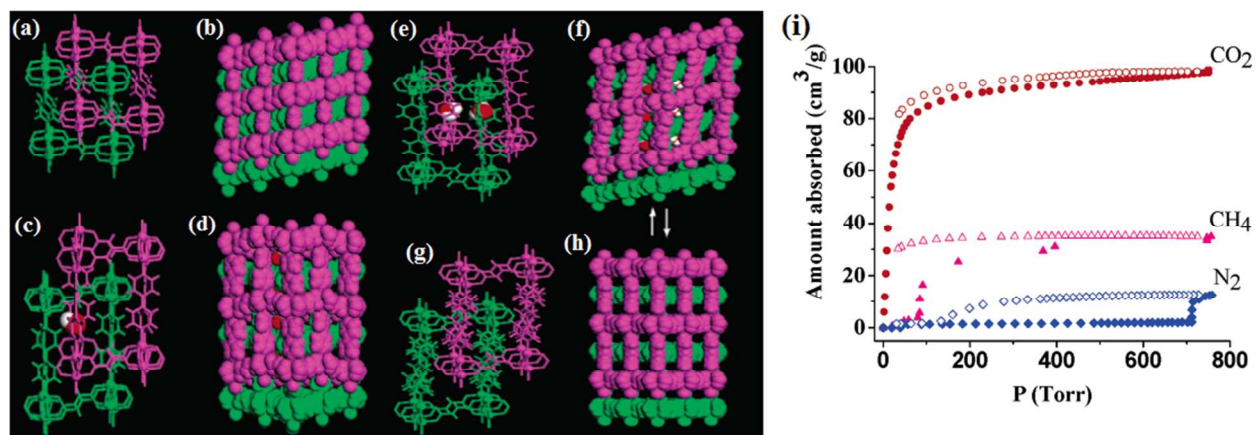 (a)
(b)
(e)
(f)
(c)
(d)
(g)
(h)
(i)
CO₂
CH₄
N₂
Amount absorbed (cm³/g)
100
80
60
40
20
0
0 200 400 600 800
P (Torr)